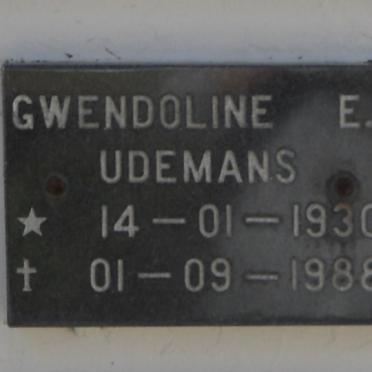 GWENDOLINE E.
UDEMANS
★ 14-01-1930
† 01-09-1988